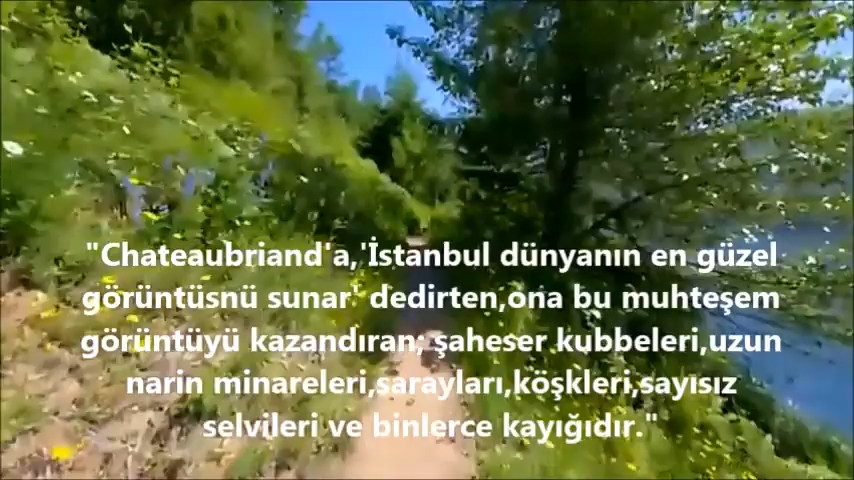 "Chateaubriand'a,'İstanbul dünyanın en güzel
görüntüsnü sunar' dedirten,ona bu muhteşem
görüntüyü kazandıran; şaheser kubbeleri,uzun
narin minareleri,sarayları,köşkleri,sayısız
selvileri ve binlerce kayığıdır."